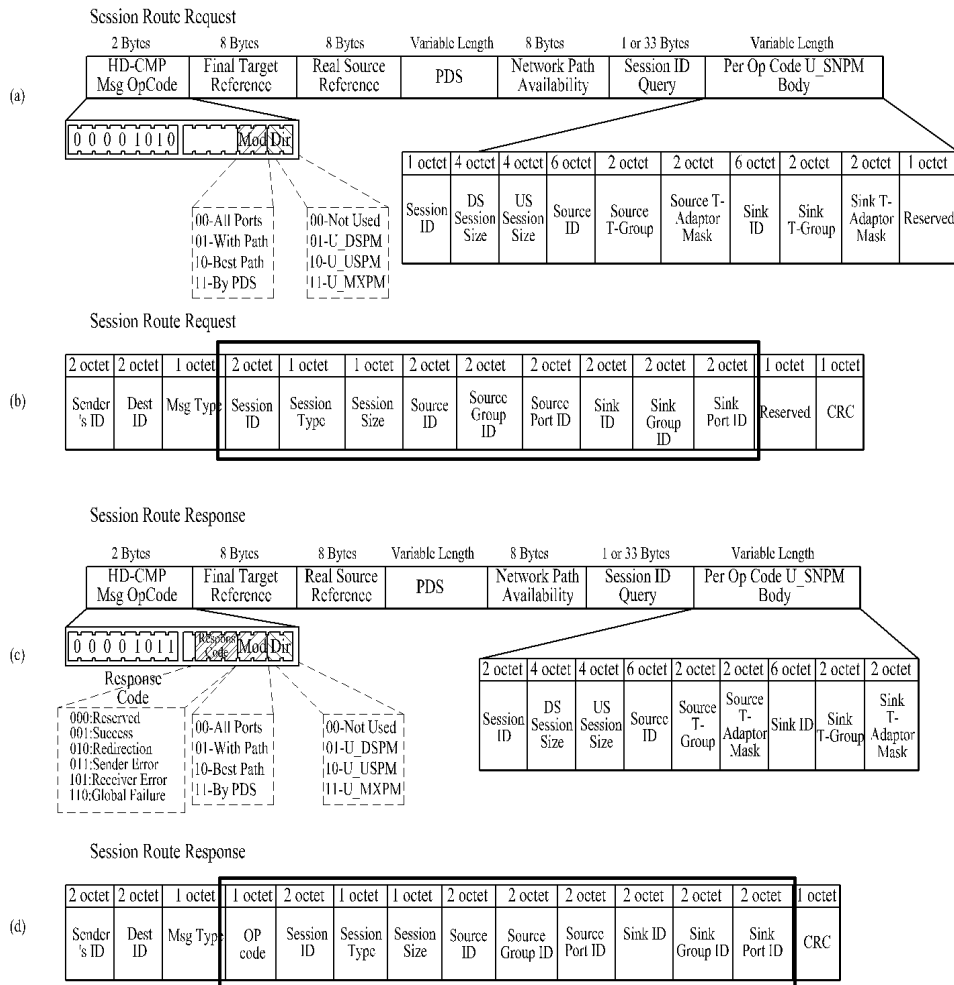 Session Route Request
2 Bytes 8 Bytes 8 Bytes Variable Length 8 Bytes 1 or 33 Bytes Variable Length
(a)
HD-CMP Msg OpCode
Final Target Reference
Real Source Reference
PDS
Network Path Availability
Session ID Query
Per Op Code U_SNPM Body
0 0 0 0 1 0 1 0
Mod Dir
00-All Ports
01-With Path
10-Best Path
11-By PDS
00-Not Used
01-U_DSPM
10-U_USPM
11-U_MXPM
1 octet 4 octet 4 octet 6 octet 2 octet 2 octet 6 octet 2 octet 2 octet 1 octet
Session ID
DS Session Size
US Session Size
Source ID
Source T-Group
Source T-Adaptor Mask
Sink ID
Sink T-Group
Sink T-Adaptor Mask
Reserved
Session Route Request
(b)
2 octet 2 octet 1 octet 2 octet 1 octet 1 octet 2 octet 2 octet 2 octet 2 octet 2 octet 2 octet 1 octet 1 octet
Sender 's ID
Dest ID
Msg Type
Session ID
Session Type
Session Size
Source ID
Source Group ID
Source Port ID
Sink ID
Sink Group ID
Sink Port ID
Reserved
CRC
Session Route Response
2 Bytes 8 Bytes 8 Bytes Variable Length 8 Bytes 1 or 33 Bytes Variable Length
(c)
HD-CMP Msg OpCode
Final Target Reference
Real Source Reference
PDS
Network Path Availability
Session ID Query
Per Op Code U_SNPM Body
0 0 0 0 1 0 1 1
Respons Code
Mod Dir
Response Code
000:Reserved
001:Success
010:Redirection
011:Sender Error
101:Receiver Error
110:Global Failure
00-All Ports
01-With Path
10-Best Path
11-By PDS
00-Not Used
01-U_DSPM
10-U_USPM
11-U_MXPM
2 octet 4 octet 4 octet 6 octet 2 octet 2 octet 6 octet 2 octet 2 octet
Session ID
DS Session Size
US Session Size
Source ID
Source T-Group
Source T-Adaptor Mask
Sink ID
Sink T-Group
Sink T-Adaptor Mask
Session Route Response
(d)
2 octet 2 octet 1 octet 1 octet 2 octet 1 octet 1 octet 2 octet 2 octet 2 octet 2 octet 2 octet 2 octet 1 octet
Sender 's ID
Dest ID
Msg Type
OP code
Session ID
Session Type
Session Size
Source ID
Source Group ID
Source Port ID
Sink ID
Sink Group ID
Sink Port ID
CRC